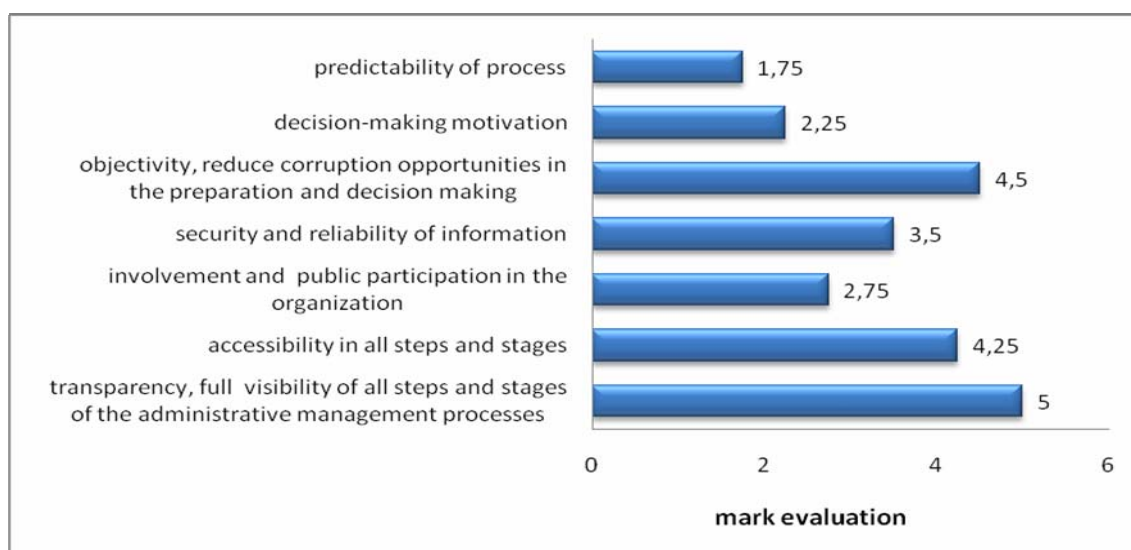 predictability of process
1,75
decision-making motivation
2,25
objectivity, reduce corruption opportunities in
the preparation and decision making
4,5
security and reliability of information
3,5
involvement and public participation in the
organization
2,75
accessibility in all steps and stages
4,25
transparency, full visibility of all steps and stages
of the administrative management processes
5
0 2 4 6
mark evaluation